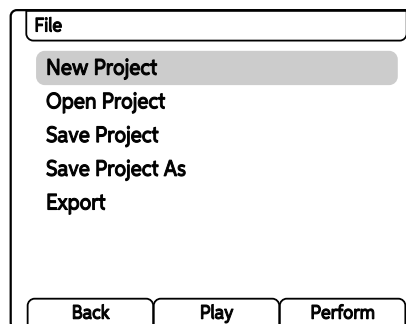 File
New Project
Open Project
Save Project
Save Project As
Export
Back Play Perform